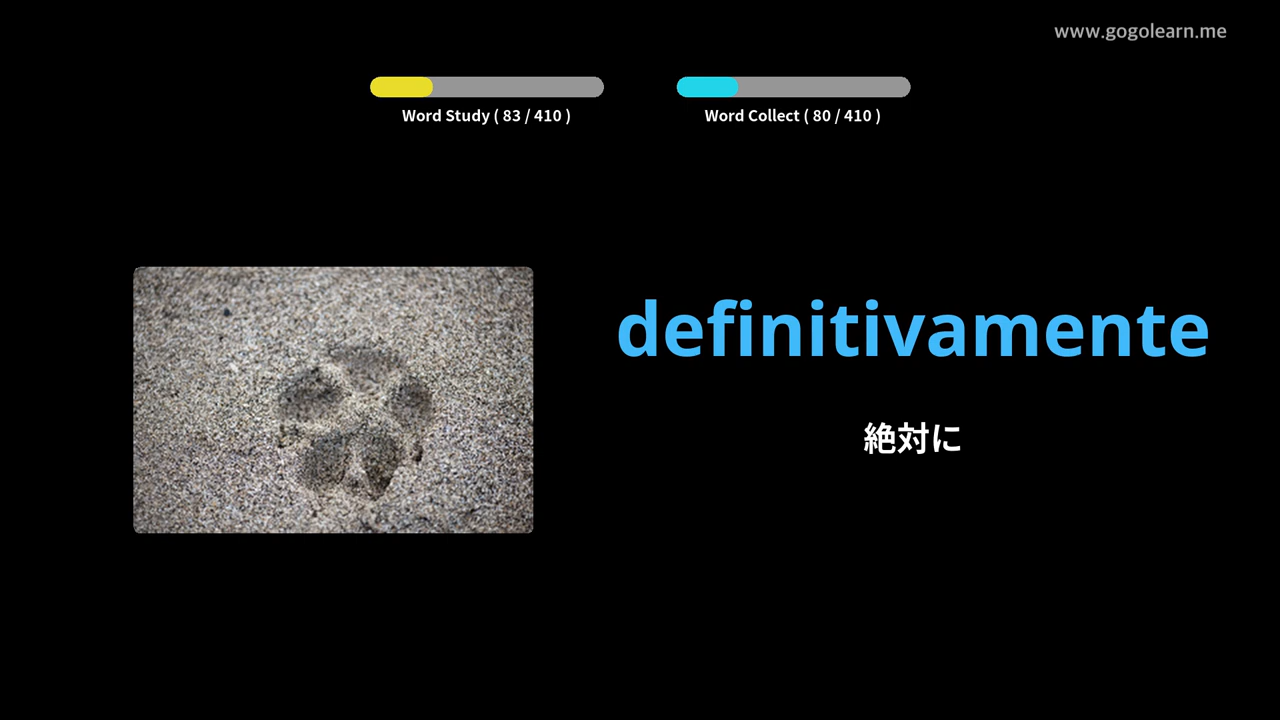 www.gogolearn.me
Word Study ( 83 / 410 )
Word Collect ( 80 / 410 )
definitivamente
絶対に